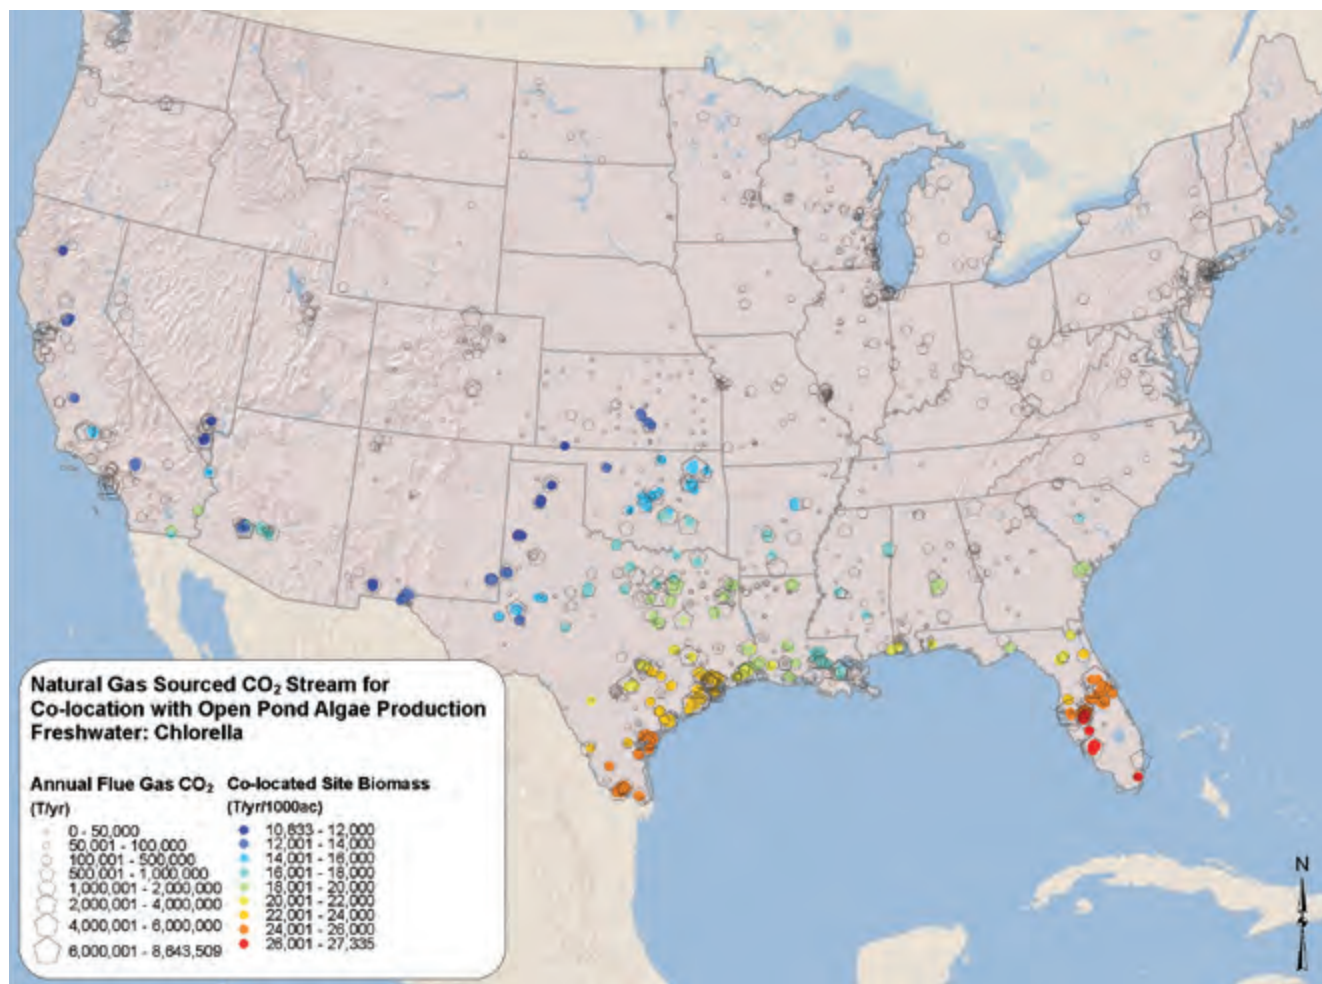 Natural Gas Sourced CO₂ Stream for
Co-location with Open Pond Algae Production
Freshwater: Chlorella
Annual Flue Gas CO₂ Co-located Site Biomass
(T/yr) (T/yr/1000ac)
0 - 50,000 10,833 - 12,000
50,001 - 100,000 12,001 - 14,000
100,001 - 500,000 14,001 - 16,000
500,001 - 1,000,000 16,001 - 18,000
1,000,001 - 2,000,000 18,001 - 20,000
2,000,001 - 4,000,000 20,001 - 22,000
4,000,001 - 6,000,000 22,001 - 24,000
6,000,001 - 8,643,509 24,001 - 26,000
26,001 - 27,335
N